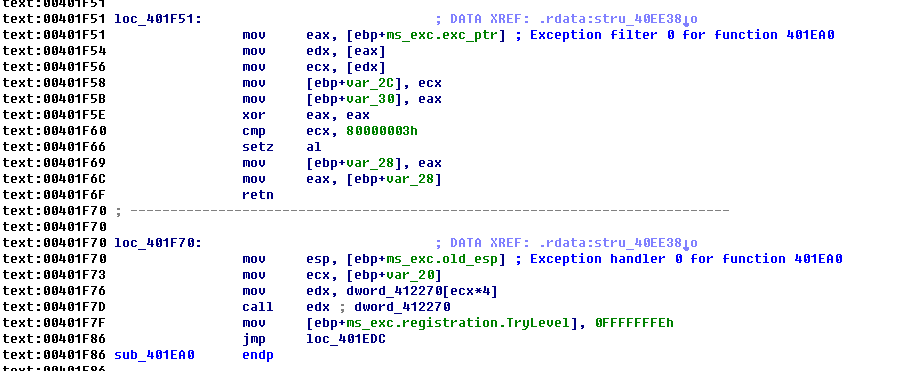 text:00401F51
text:00401F51 loc_401F51: ; DATA XREF: .rdata:stru_40EE38↓o
text:00401F51 mov eax, [ebp+ms_exc.exc_ptr] ; Exception filter 0 for function 401EA0
text:00401F54 mov edx, [eax]
text:00401F56 mov ecx, [edx]
text:00401F58 mov [ebp+var_2C], ecx
text:00401F5B mov [ebp+var_30], eax
text:00401F5E xor eax, eax
text:00401F60 cmp ecx, 80000003h
text:00401F66 setz al
text:00401F69 mov [ebp+var_28], eax
text:00401F6C mov eax, [ebp+var_28]
text:00401F6F retn
text:00401F70 ; ---------------------------------------------------------------------------
text:00401F70
text:00401F70 loc_401F70: ; DATA XREF: .rdata:stru_40EE38↓o
text:00401F70 mov esp, [ebp+ms_exc.old_esp] ; Exception handler 0 for function 401EA0
text:00401F73 mov ecx, [ebp+var_20]
text:00401F76 mov edx, dword_412270[ecx*4]
text:00401F7D call edx ; dword_412270
text:00401F7F mov [ebp+ms_exc.registration.TryLevel], 0FFFFFFFEh
text:00401F86 jmp loc_401EDC
text:00401F86 sub_401EA0 endp
text:00401F86